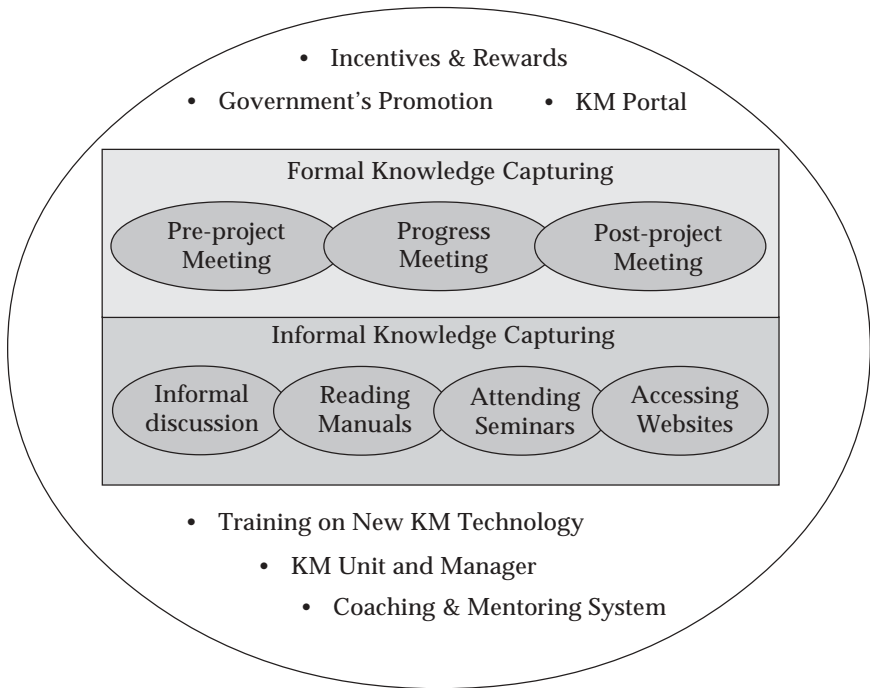 • Incentives & Rewards
• Government’s Promotion • KM Portal
Formal Knowledge Capturing
Pre-project
Meeting
Progress
Meeting
Post-project
Meeting
Informal Knowledge Capturing
Informal
discussion
Reading
Manuals
Attending
Seminars
Accessing
Websites
• Training on New KM Technology
• KM Unit and Manager
• Coaching & Mentoring System